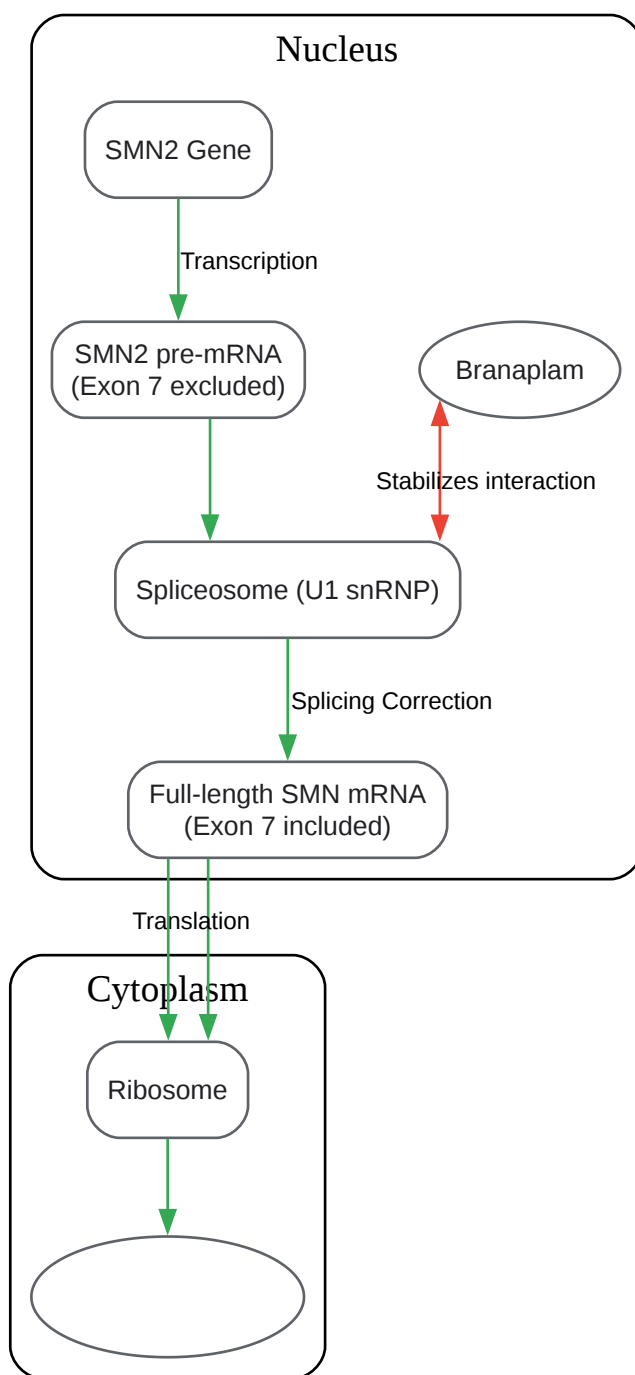 Nucleus
SMN2 Gene
Transcription
SMN2 pre-mRNA
(Exon 7 excluded)
Branaplam
Stabilizes interaction
Spliceosome (U1 snRNP)
Splicing Correction
Full-length SMN mRNA
(Exon 7 included)
Translation
Cytoplasm
Ribosome